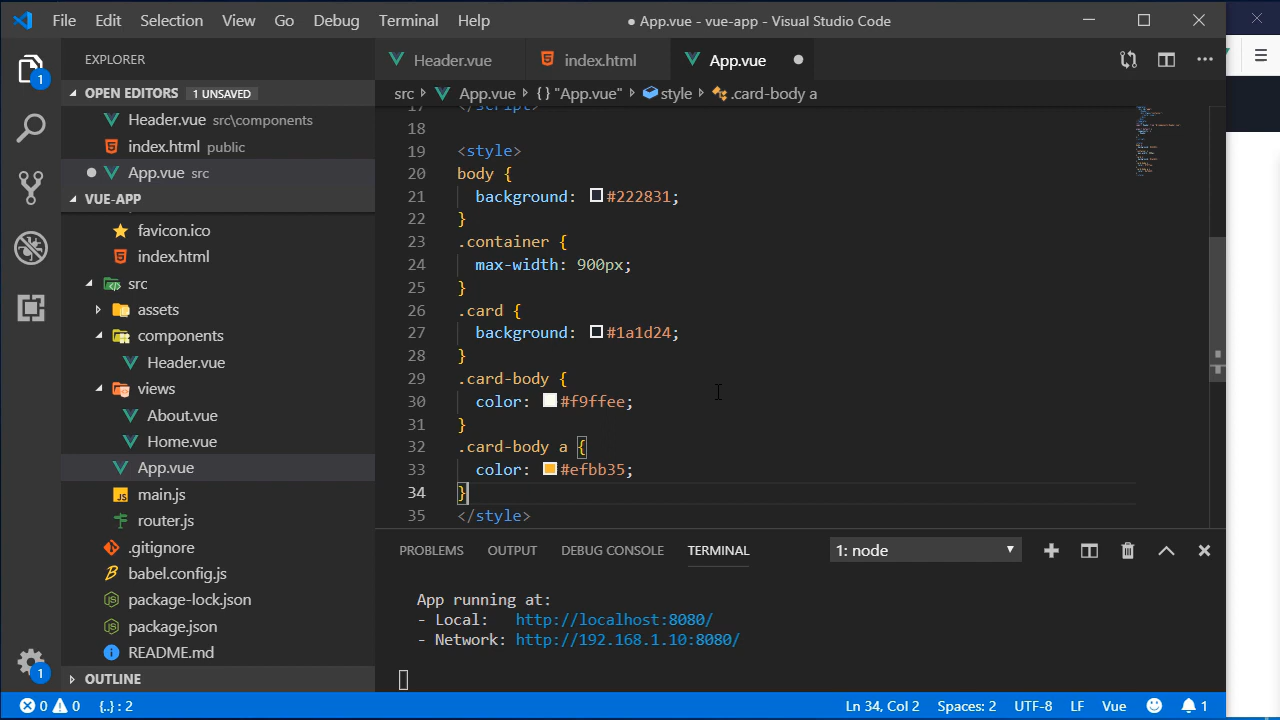 File Edit Selection View Go Debug Terminal Help
● App.vue - vue-app - Visual Studio Code
EXPLORER
OPEN EDITORS 1 UNSAVED
Header.vue src\components
index.html public
App.vue src
VUE-APP
favicon.ico
index.html
src
assets
components
Header.vue
views
About.vue
Home.vue
App.vue
JS main.js
router.js
.gitignore
babel.config.js
package-lock.json
package.json
README.md
OUTLINE
1
1
Header.vue
index.html
App.vue
src App.vue {} "App.vue" style .card-body a
17 </script>
18
19 <style>
20 body {
21 background: #222831;
22 }
23 .container {
24 max-width: 900px;
25 }
26 .card {
27 background: #1a1d24;
28 }
29 .card-body {
30 color: #f9ffee;
31 }
32 .card-body a {
33 color: #efbb35;
34 }
35 </style>
PROBLEMS OUTPUT DEBUG CONSOLE TERMINAL
1: node
App running at:
- Local: http://localhost:8080/
- Network: http://192.168.1.10:8080/
0 0 {..} : 2
Ln 34, Col 2 Spaces: 2 UTF-8 LF Vue 1